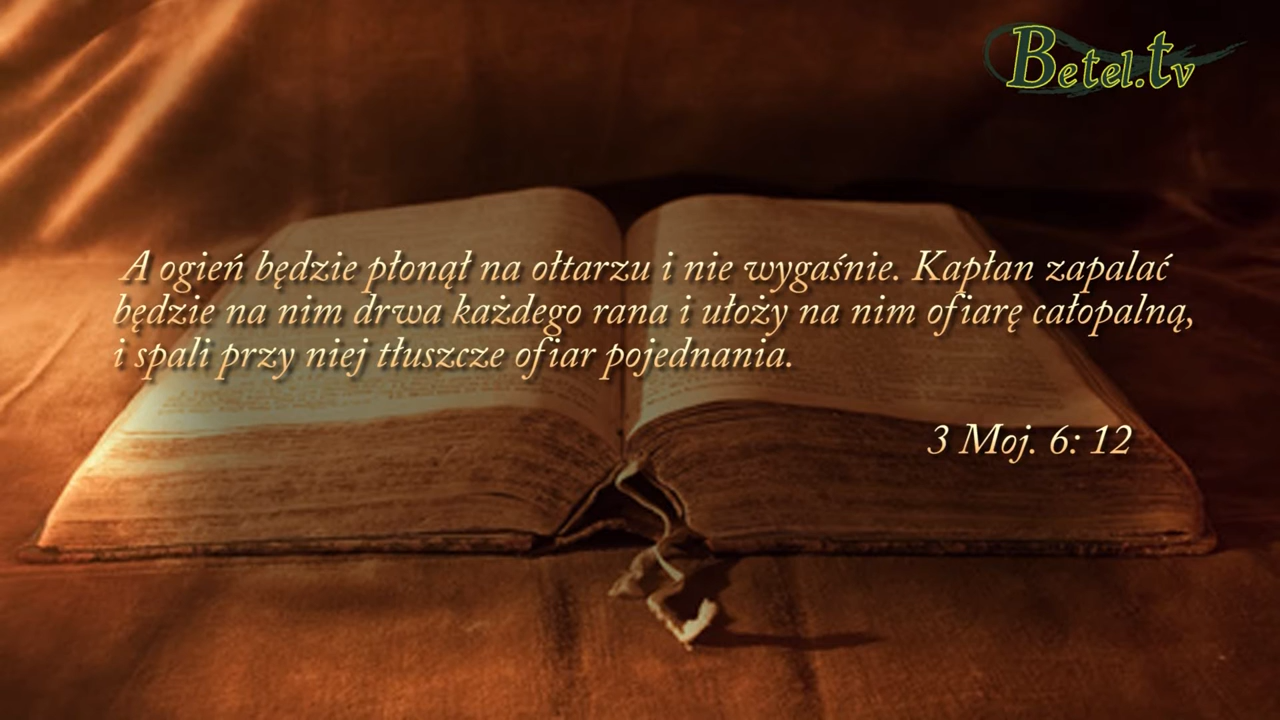 Betel.tv
A ogień będzie płonął na ołtarzu i nie wygaśnie. Kapłan zapalać
będzie na nim drwa każdego rana i ułoży na nim ofiarę całopalną,
i spali przy niej tłuszcze ofiar pojednania.
3 Moj. 6: 12